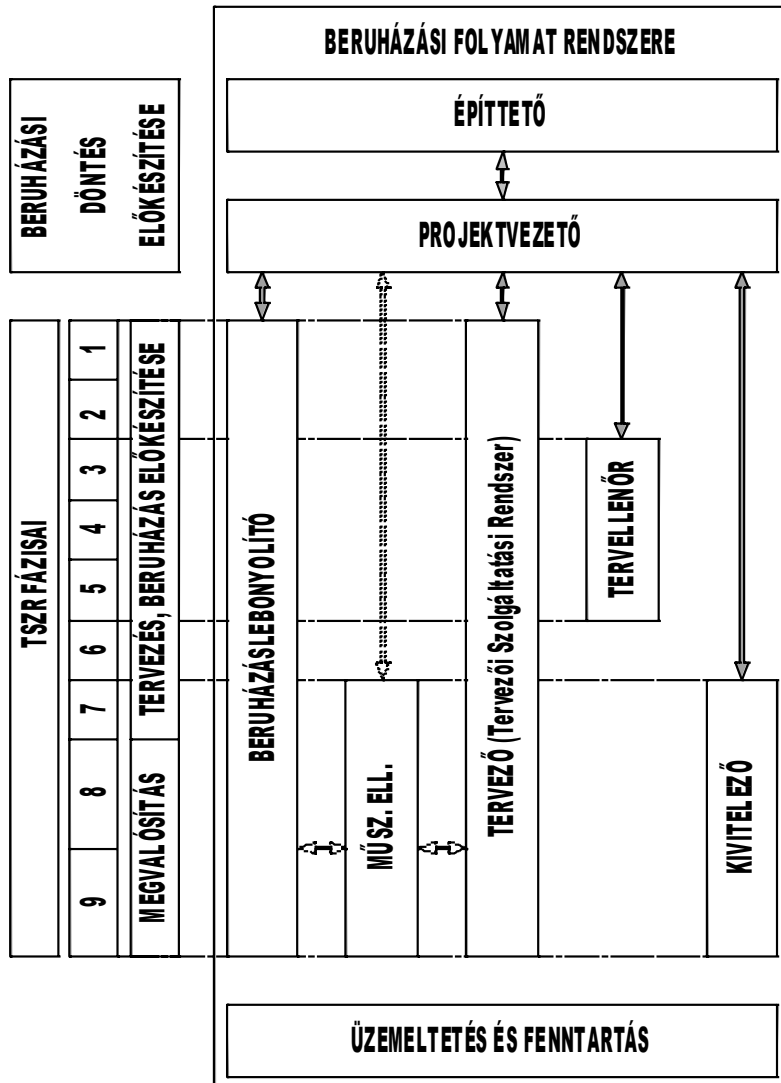 BERUHÁZÁSI
DÖNTÉS
ELŐKÉSZÍTÉSE
BERUHÁZÁSI FOLYAMAT RENDSZERE
ÉPÍTTETŐ
PROJEKTVEZETŐ
TSZR FÁZISAI
1
2
3
4
5
6
7
8
9
TERVEZÉS, BERUHÁZÁS ELŐKÉSZÍTÉSE
MEGVALÓSÍTÁS
BERUHÁZÁSLEBONYOLÍTÓ
MŰSZ. ELL.
TERVEZŐ (Tervezői Szolgáltatási Rendszer)
TERVELLENŐR
KIVITELEZŐ
ÜZEMELTETÉS ÉS FENNTARTÁS